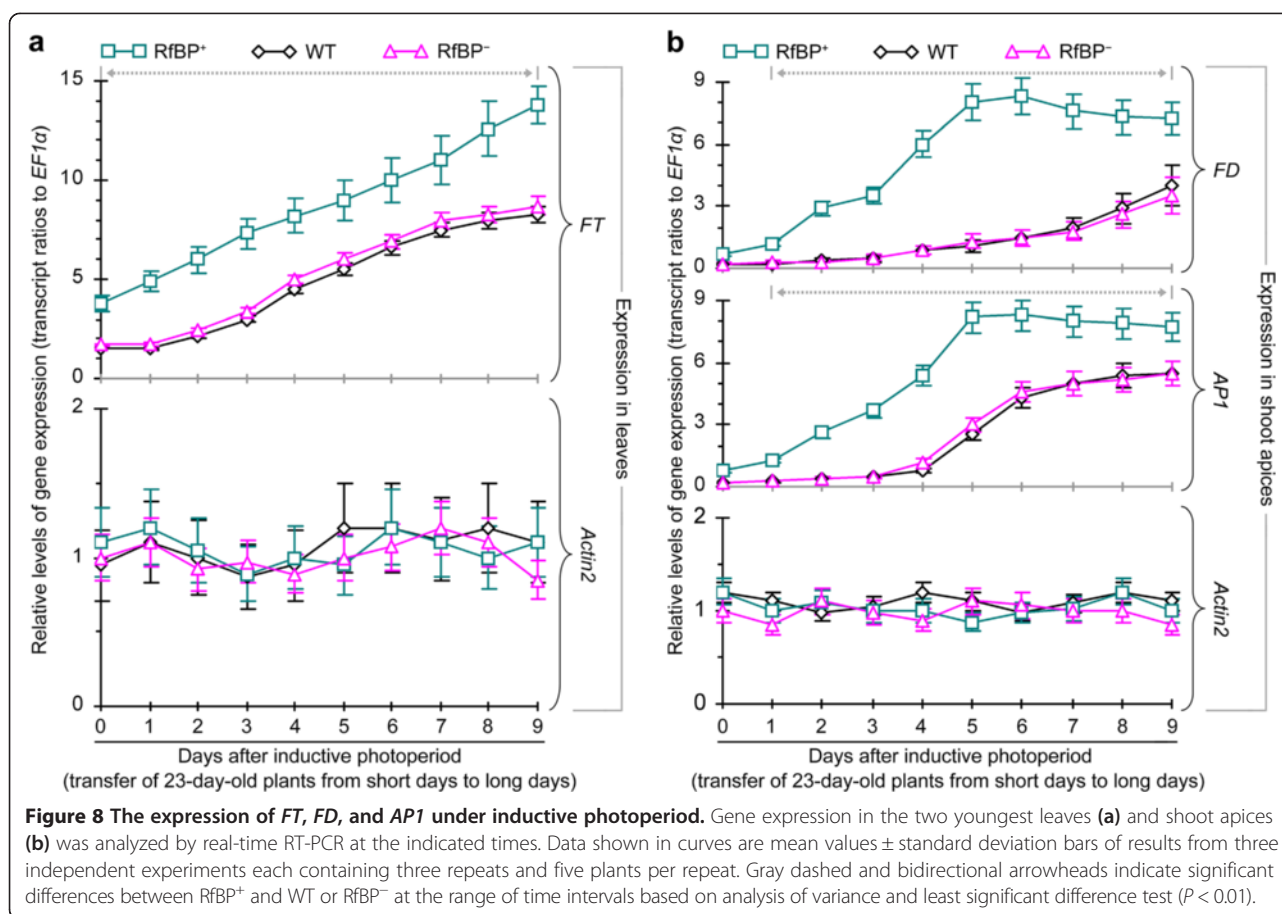 a
RfBP⁺ WT RfBP⁻
15
10
5
0
FT
2
1
0
Actin2
Relative levels of gene expression (transcript ratios to EF1α)
Expression in leaves
0 1 2 3 4 5 6 7 8 9
Days after inductive photoperiod
(transfer of 23-day-old plants from short days to long days)
b
RfBP⁺ WT RfBP⁻
9
6
3
0
FD
9
6
3
0
AP1
2
1
0
Actin2
Relative levels of gene expression (transcript ratios to EF1α)
Expression in shoot apices
0 1 2 3 4 5 6 7 8 9
Days after inductive photoperiod
(transfer of 23-day-old plants from short days to long days)
Figure 8 The expression of FT, FD, and AP1 under inductive photoperiod. Gene expression in the two youngest leaves (a) and shoot apices
(b) was analyzed by real-time RT-PCR at the indicated times. Data shown in curves are mean values ± standard deviation bars of results from three
independent experiments each containing three repeats and five plants per repeat. Gray dashed and bidirectional arrowheads indicate significant
differences between RfBP⁺ and WT or RfBP⁻ at the range of time intervals based on analysis of variance and least significant difference test (P < 0.01).